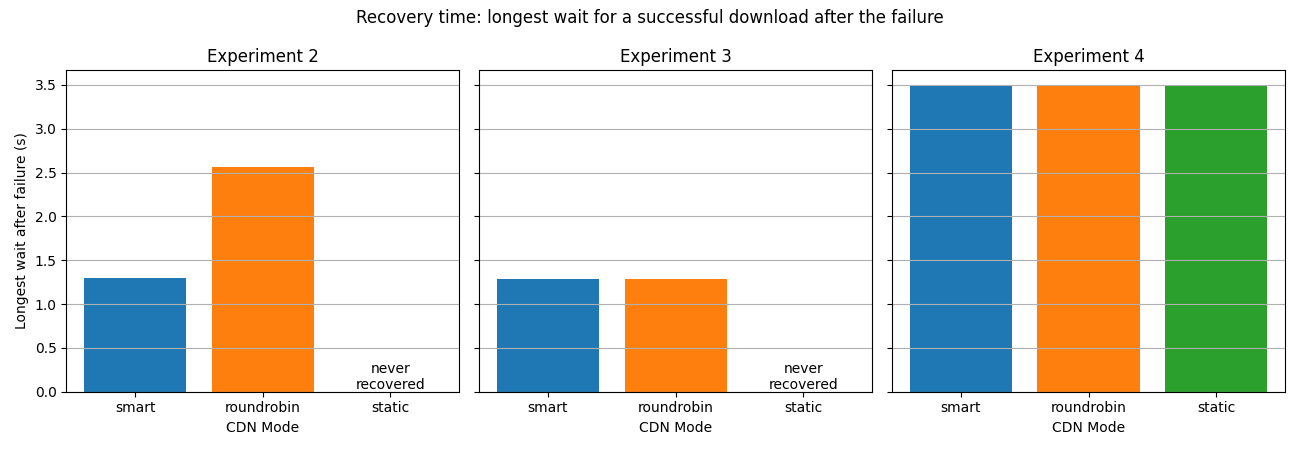 Recovery time: longest wait for a successful download after the failure
Experiment 2
Experiment 3
Experiment 4
Longest wait after failure (s)
3.5
3.0
2.5
2.0
1.5
1.0
0.5
0.0
never
recovered
never
recovered
smart
roundrobin
static
smart
roundrobin
static
smart
roundrobin
static
CDN Mode
CDN Mode
CDN Mode